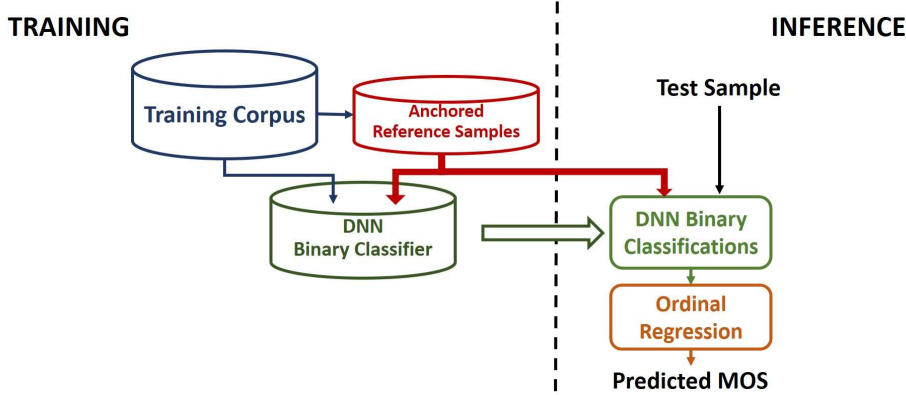 TRAINING
INFERENCE
Training Corpus
Anchored
Reference Samples
Test Sample
DNN
Binary Classifier
DNN Binary
Classifications
Ordinal
Regression
Predicted MOS